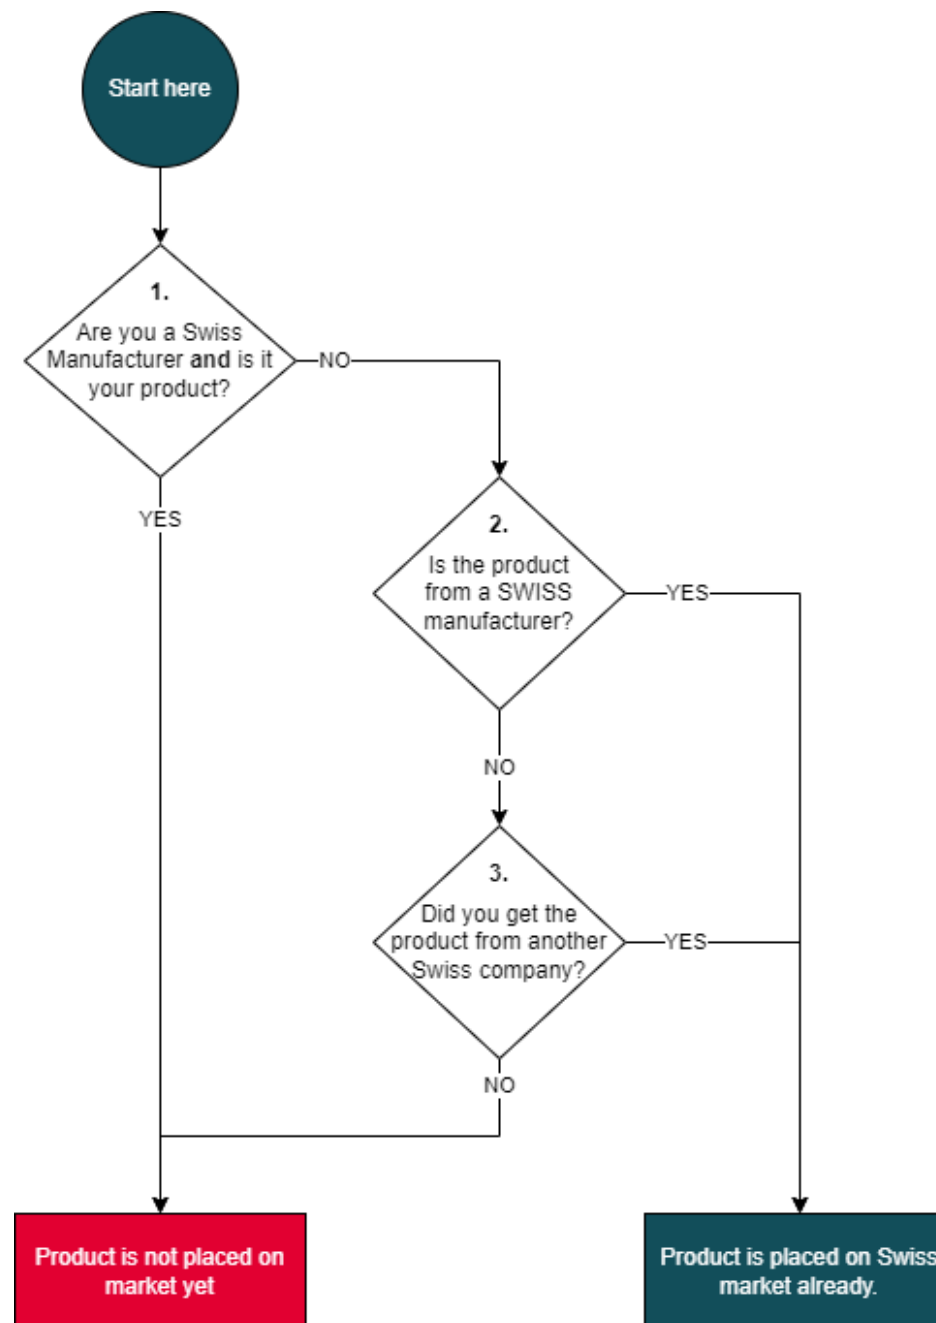 Start here
1.
Are you a Swiss
Manufacturer and is it
your product?
NO
YES
2.
Is the product
from a SWISS
manufacturer?
YES
NO
3.
Did you get the
product from another
Swiss company?
YES
NO
Product is not placed on
market yet
Product is placed on Swiss
market already.